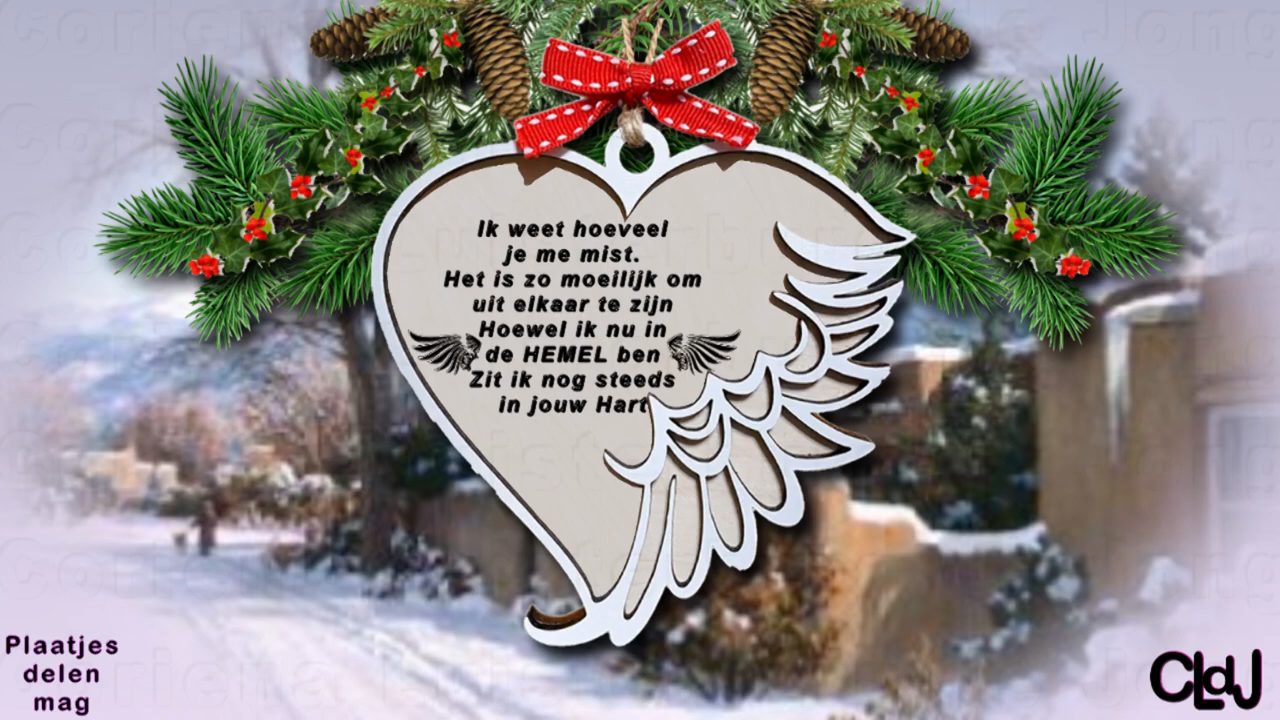 Ik weet hoeveel
je me mist.
Het is zo moeilijk om
uit elkaar te zijn
Hoewel ik nu in
de HEMEL ben
Zit ik nog steeds
in jouw Hart
Plaatjes
delen
mag
CLdJ